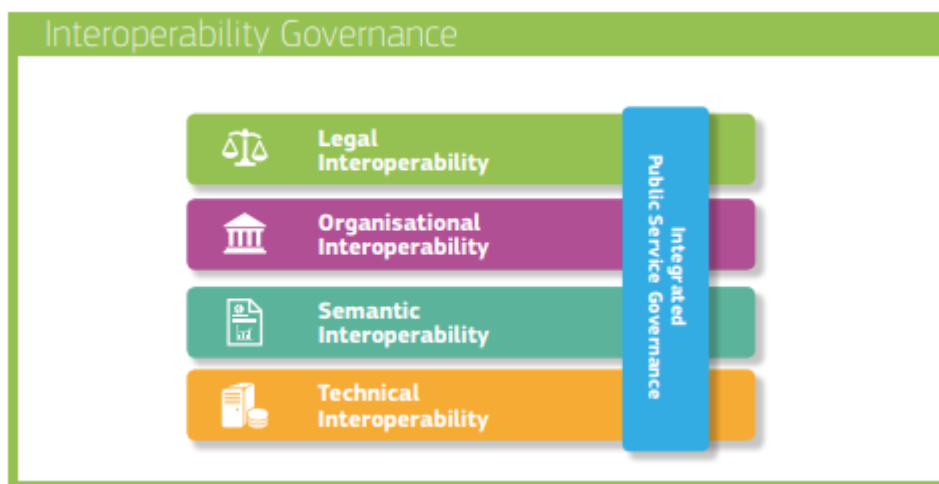 Interoperability Governance
Legal
Interoperability
Organisational
Interoperability
Semantic
Interoperability
Technical
Interoperability
Integrated
Public Service Governance